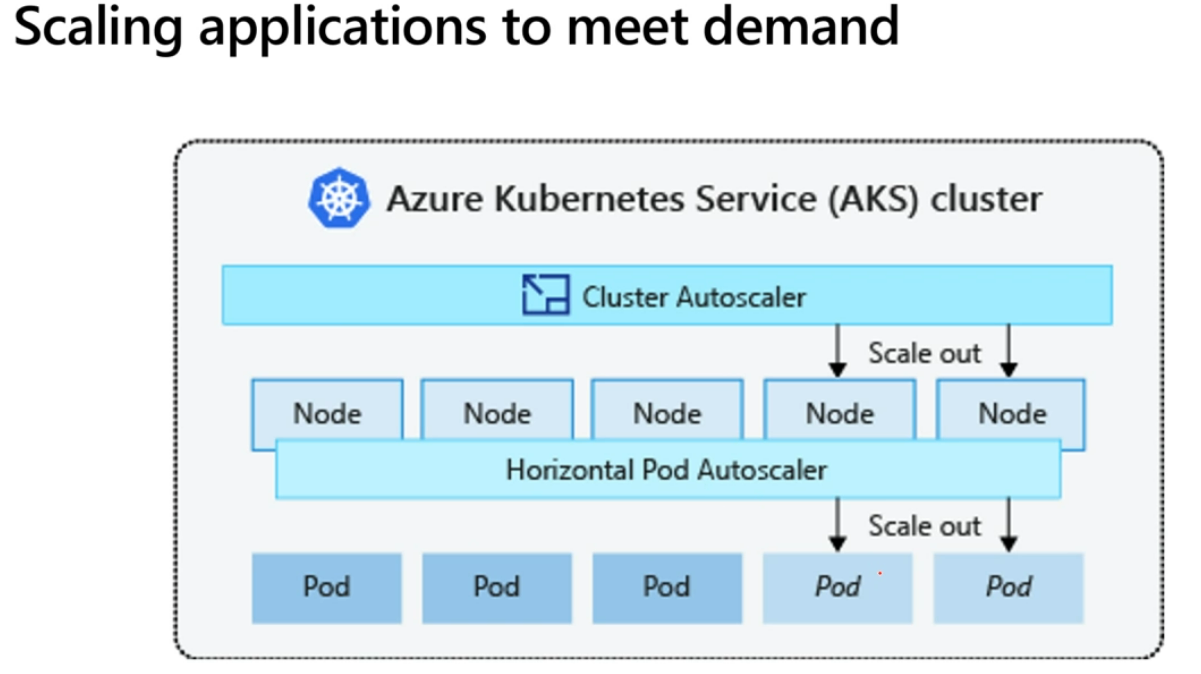 Scaling applications to meet demand
Azure Kubernetes Service (AKS) cluster
Cluster Autoscaler
Scale out
Node Node Node Node Node
Horizontal Pod Autoscaler
Scale out
Pod Pod Pod Pod Pod